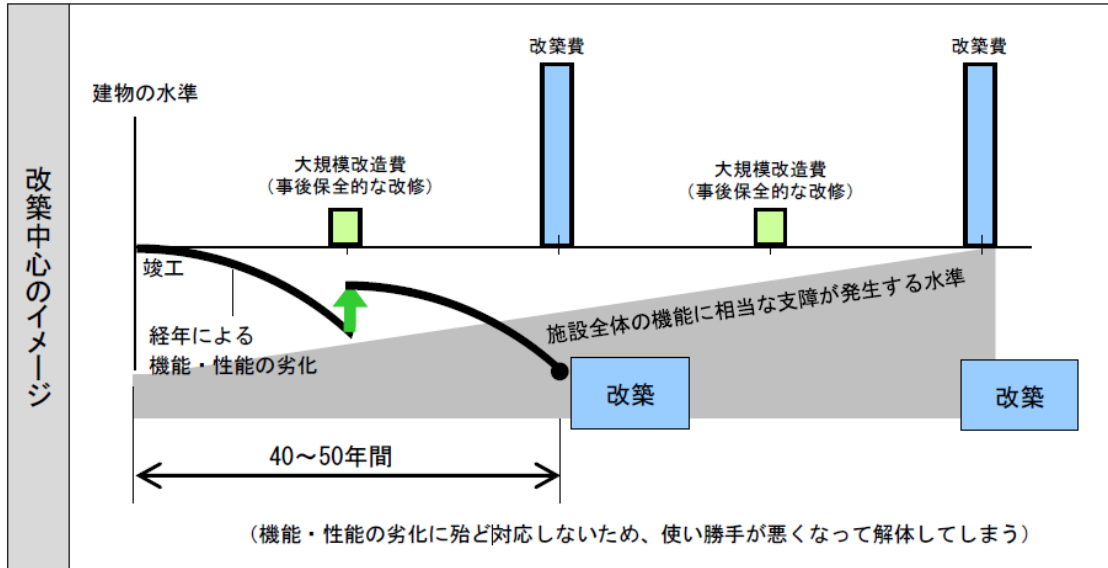 改築中心のイメージ
改築費
改築費
建物の水準
大規模改造費
（事後保全的な改修）
大規模改造費
（事後保全的な改修）
竣工
経年による
機能・性能の劣化
施設全体の機能に相当な支障が発生する水準
改築
改築
40～50年間
（機能・性能の劣化に殆ど対応しないため、使い勝手が悪くなって解体してしまう）